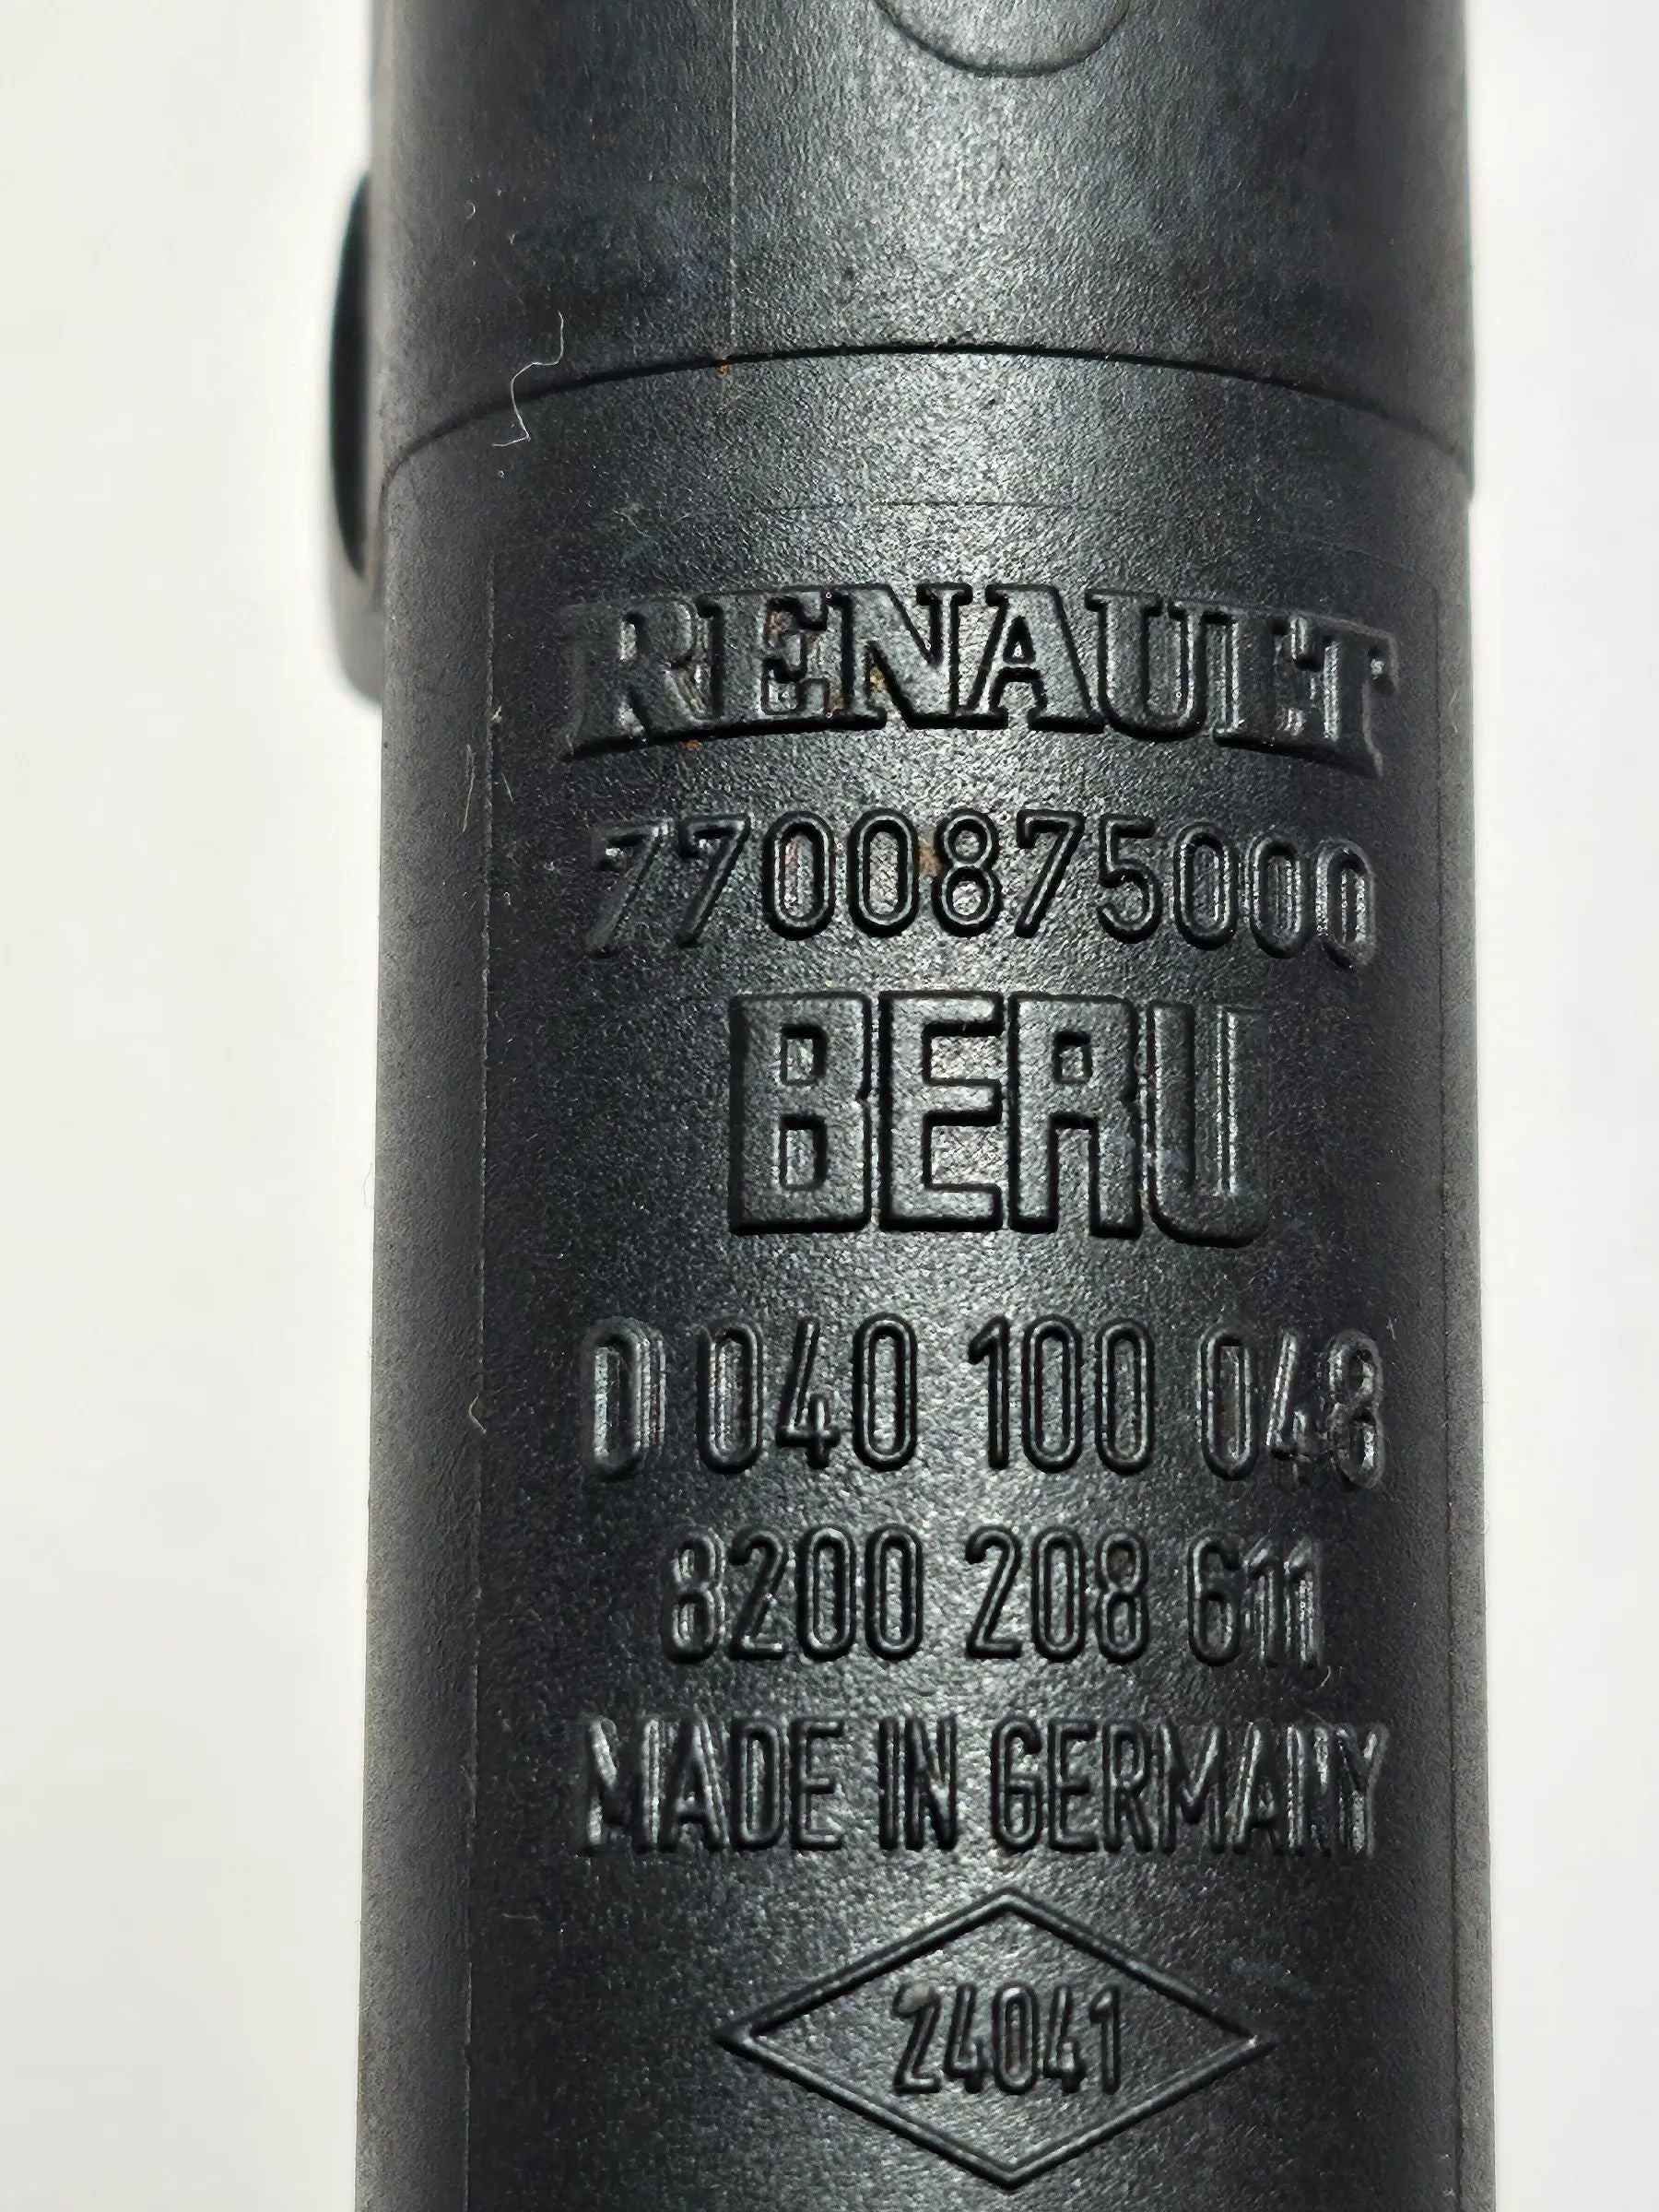 RENAULT
7700875000
BERU
0 040 100 048
8200 208 611
MADE IN GERMANY
24041